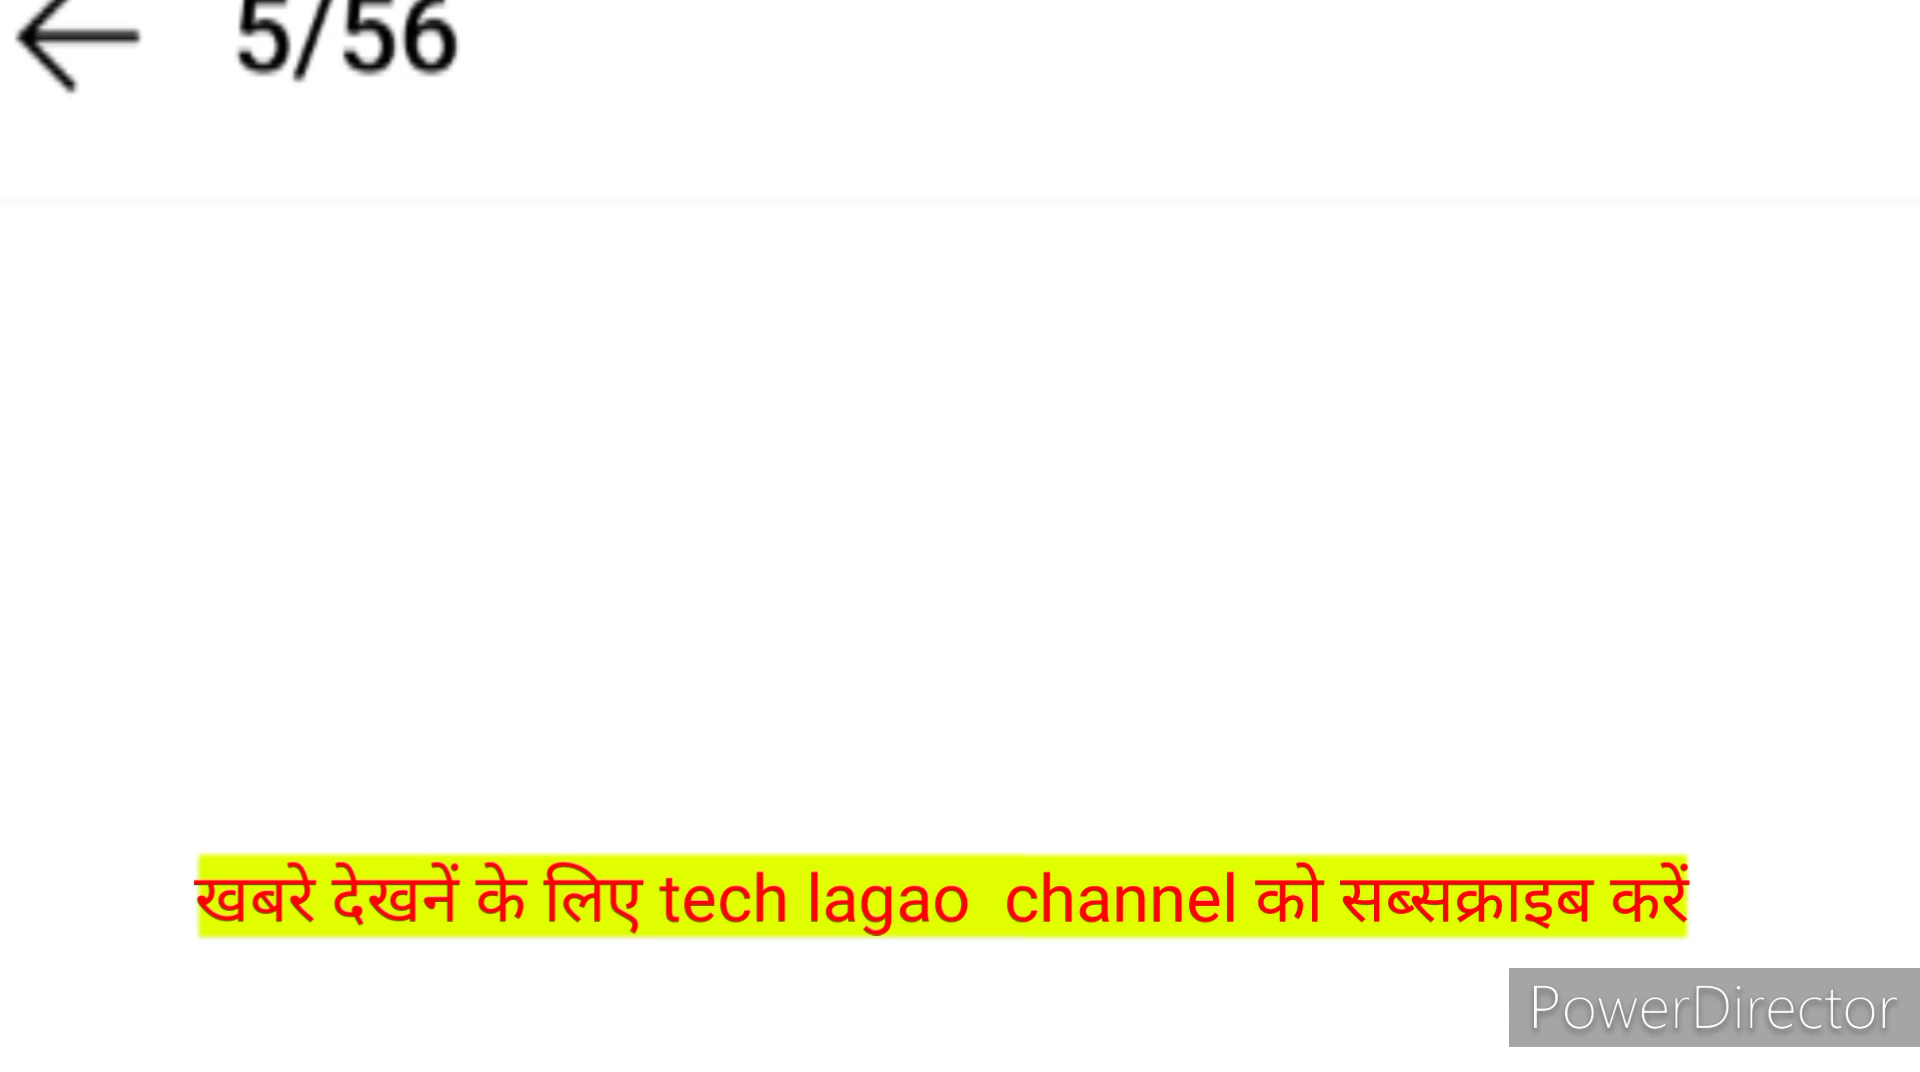 5/56
खबरे देखनें के लिए tech lagao  channel को सब्सक्राइब करें
PowerDirector